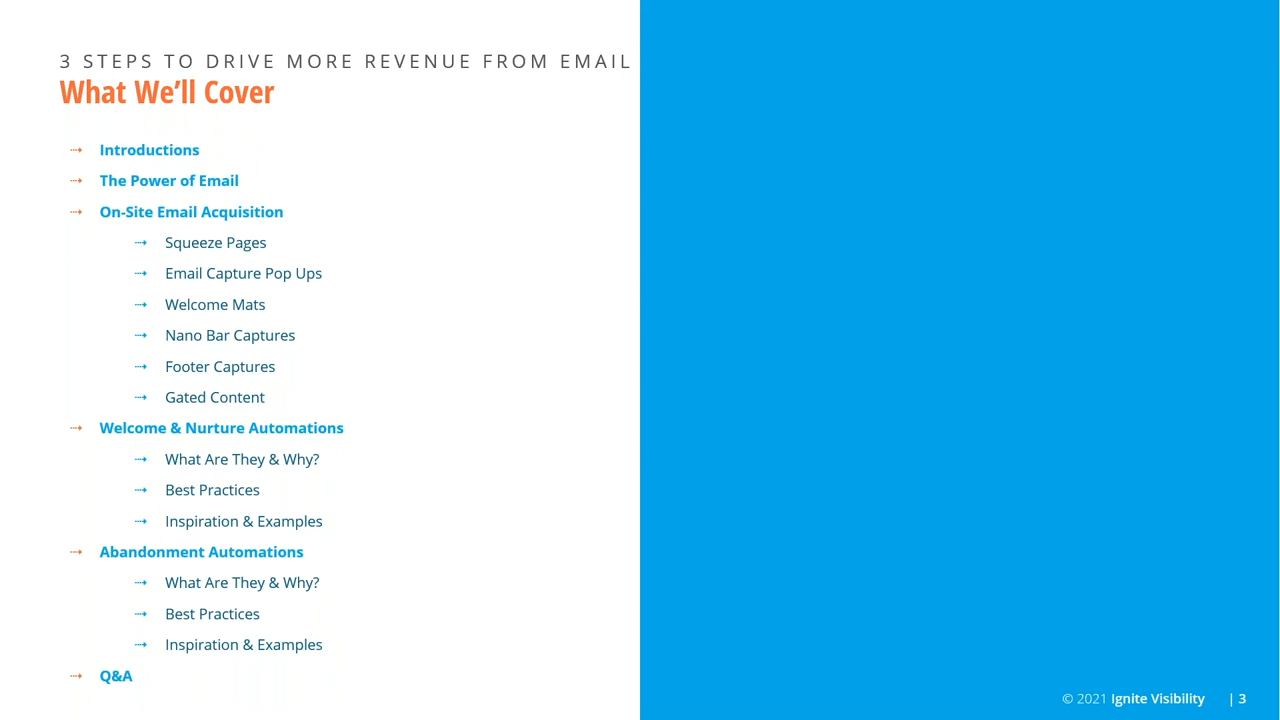 3 STEPS TO DRIVE MORE REVENUE FROM EMAIL
What We’ll Cover
Introductions
The Power of Email
On-Site Email Acquisition
Squeeze Pages
Email Capture Pop Ups
Welcome Mats
Nano Bar Captures
Footer Captures
Gated Content
Welcome & Nurture Automations
What Are They & Why?
Best Practices
Inspiration & Examples
Abandonment Automations
What Are They & Why?
Best Practices
Inspiration & Examples
Q&A
© 2021 Ignite Visibility | 3